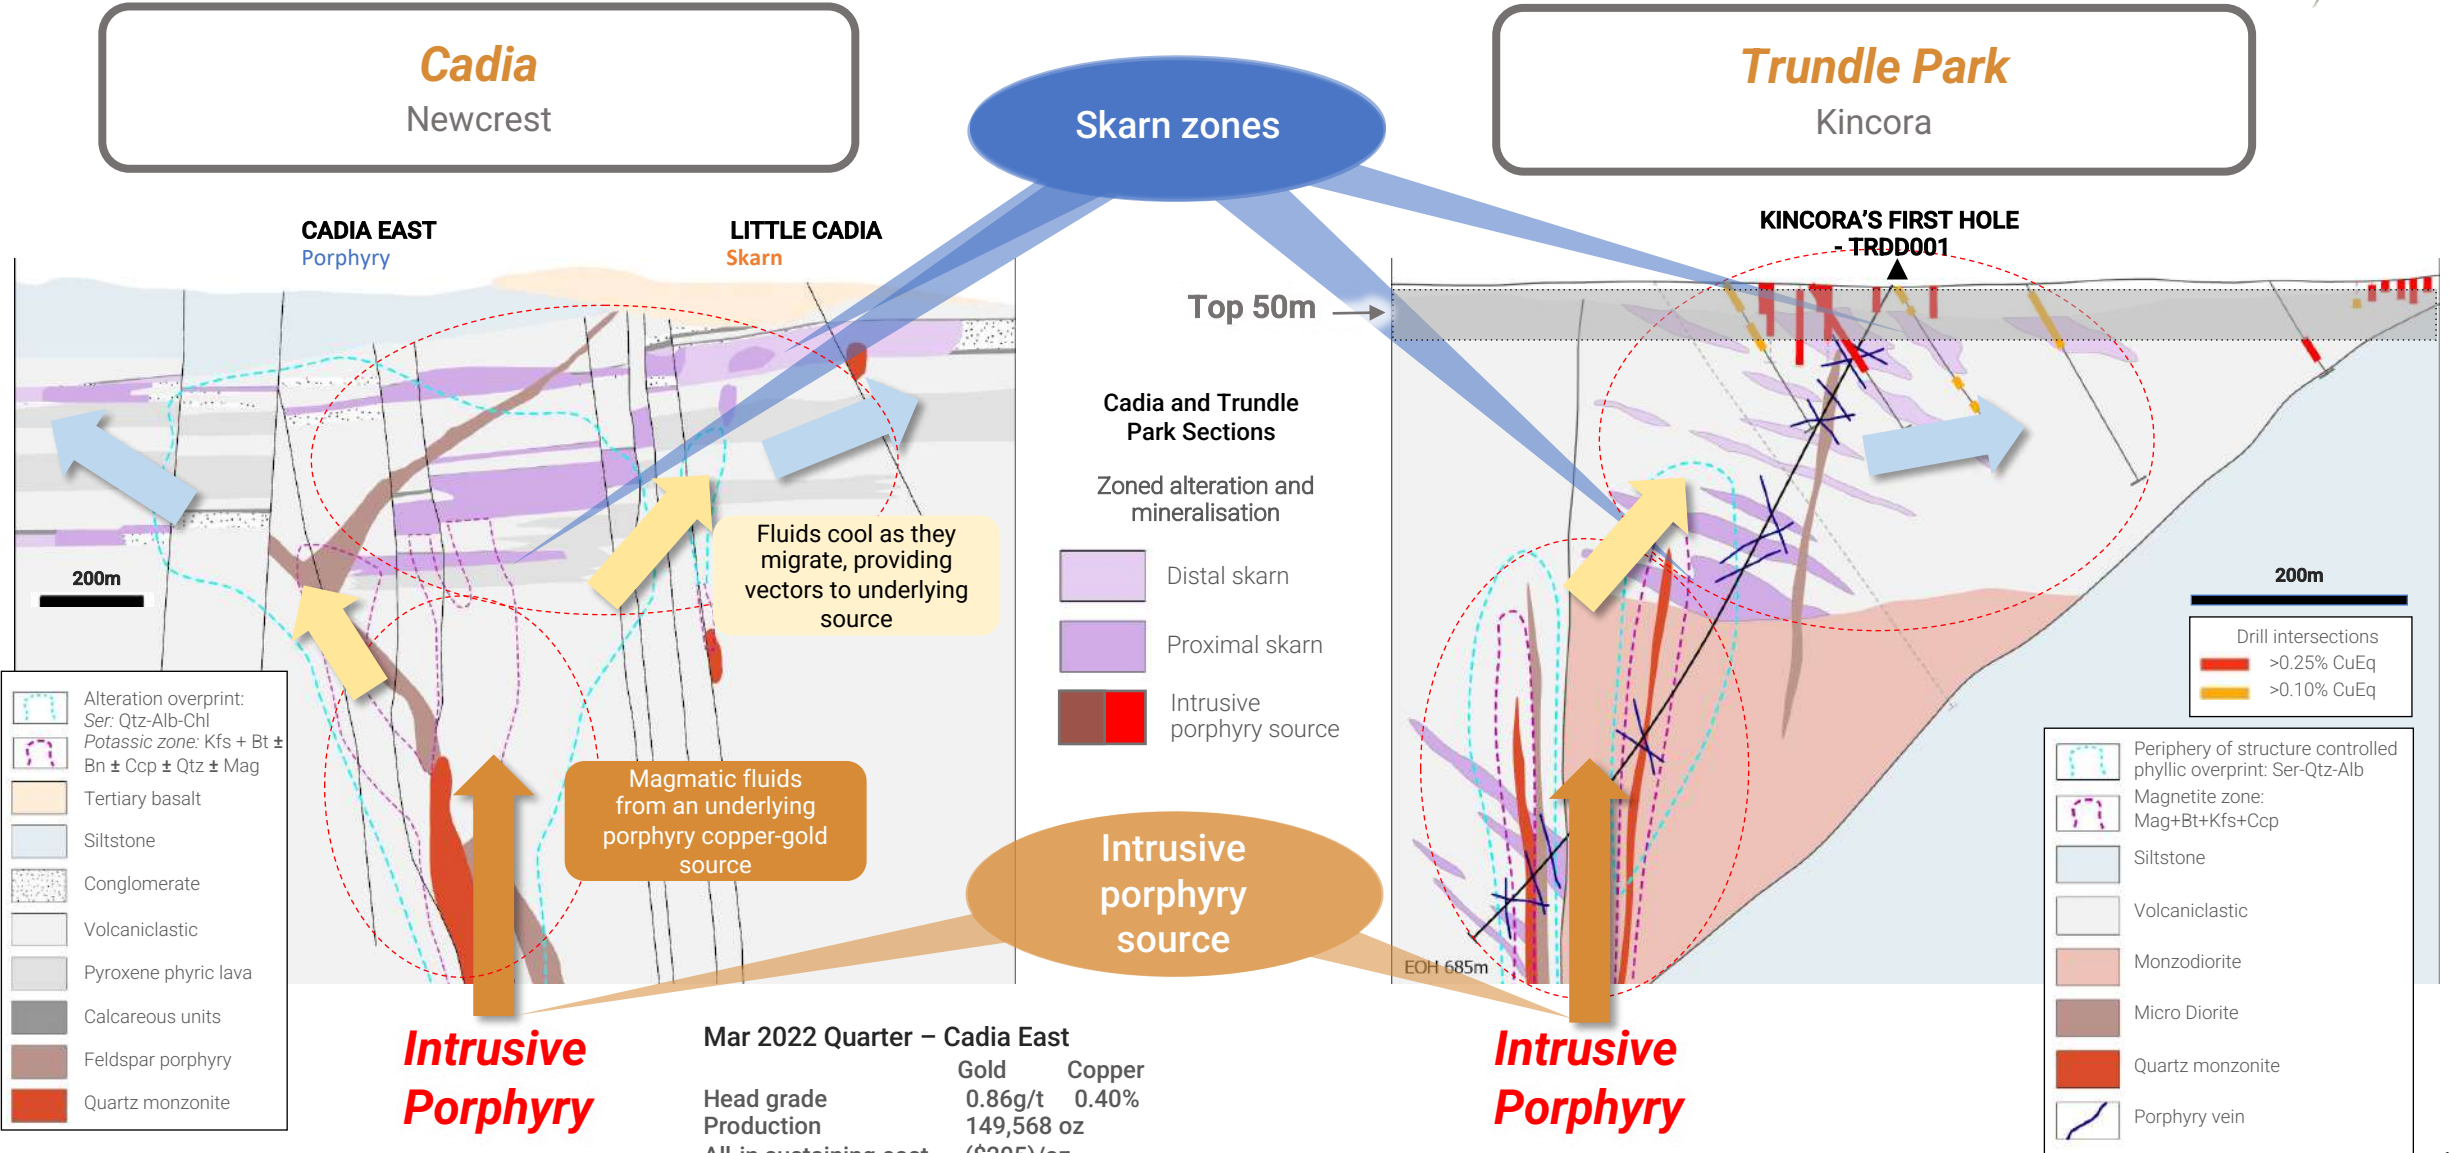 Cadia
Newcrest
Skarn zones
Trundle Park
Kincora
CADIA EAST
Porphyry
LITTLE CADIA
Skarn
KINCORA'S FIRST HOLE
- TRDD001
Top 50m
Cadia and Trundle
Park Sections
Zoned alteration and
mineralisation
Distal skarn
Proximal skarn
Intrusive
porphyry source
200m
Fluids cool as they
migrate, providing
vectors to underlying
source
Magmatic fluids
from an underlying
porphyry copper-gold
source
Intrusive
porphyry
source
200m
Drill intersections
>0.25% CuEq
>0.10% CuEq
EOH 685m
Alteration overprint:
Ser: Qtz-Alb-Chl
Potassic zone: Kfs + Bt ±
Bn ± Ccp ± Qtz ± Mag
Tertiary basalt
Siltstone
Conglomerate
Volcaniclastic
Pyroxene phyric lava
Calcareous units
Feldspar porphyry
Quartz monzonite
Periphery of structure controlled
phyllic overprint: Ser-Qtz-Alb
Magnetite zone:
Mag+Bt+Kfs+Ccp
Siltstone
Volcaniclastic
Monzodiorite
Micro Diorite
Quartz monzonite
Porphyry vein
Intrusive
Porphyry
Mar 2022 Quarter – Cadia East
Gold Copper
Head grade 0.86g/t 0.40%
Production 149,568 oz
All-in sustaining cost
Intrusive
Porphyry